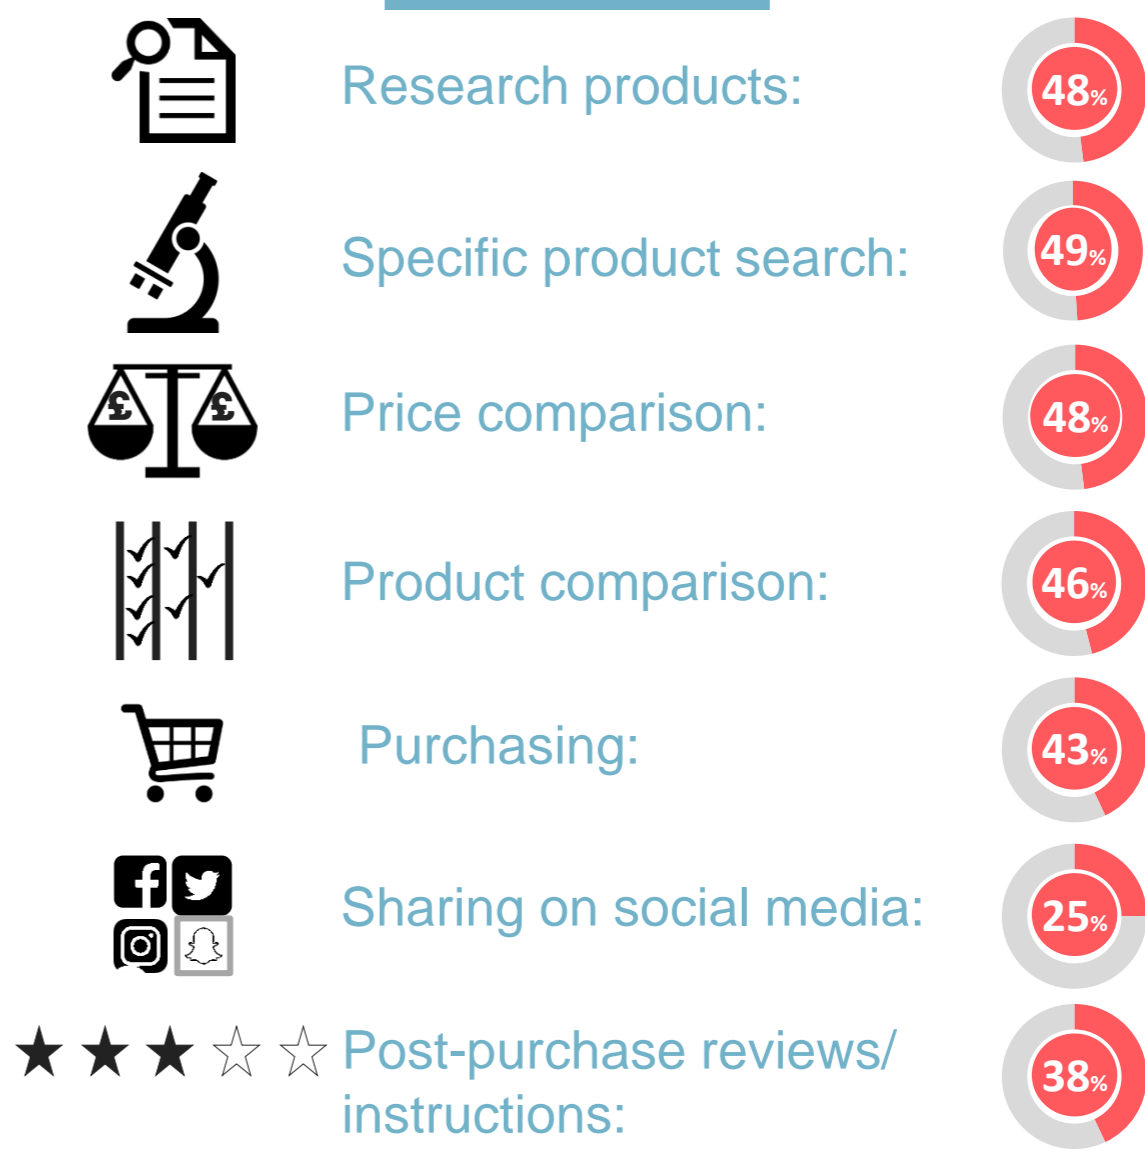 Research products:
48%
Specific product search:
49%
£ £
Price comparison:
48%
Product comparison:
46%
Purchasing:
43%
Sharing on social media:
25%
Post-purchase reviews/
instructions:
38%